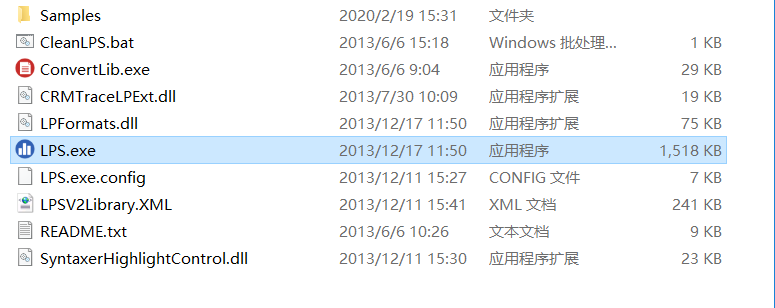 Samples 2020/2/19 15:31 文件夹
CleanLPS.bat 2013/6/6 15:18 Windows 批处理... 1 KB
ConvertLib.exe 2013/6/6 9:04 应用程序 29 KB
CRMTraceLPExt.dll 2013/7/30 10:09 应用程序扩展 19 KB
LPFormats.dll 2013/12/17 11:50 应用程序扩展 75 KB
LPS.exe 2013/12/17 11:50 应用程序 1,518 KB
LPS.exe.config 2013/12/11 15:27 CONFIG 文件 7 KB
LPSV2Library.XML 2013/12/11 15:41 XML 文档 241 KB
README.txt 2013/6/6 10:26 文本文档 9 KB
SyntaxerHighlightControl.dll 2013/12/11 15:30 应用程序扩展 23 KB